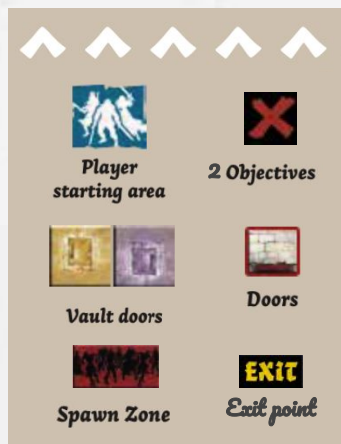 Player
starting area
2 Objectives
Vault doors
Doors
Spawn Zone
EXIT
Exit point